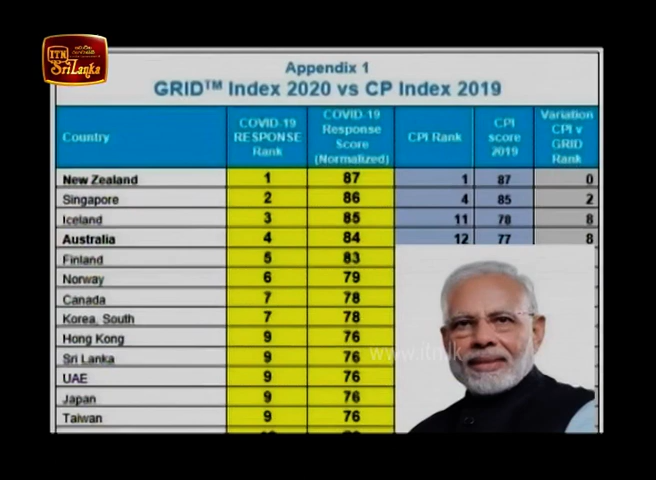 ITN
Sri Lanka
Appendix 1
GRID™ Index 2020 vs CP Index 2019
Country COVID-19 RESPONSE Rank COVID-19 Response Score (Normalized) CPI Rank CPI score 2019 Variation CPI v GRID Rank
New Zealand 1 87 1 87 0
Singapore 2 86 4 85 2
Iceland 3 85 11 78 8
Australia 4 84 12 77 8
Finland 5 83
Norway 6 79
Canada 7 78
Korea, South 7 78
Hong Kong 9 76
www.itn.lk
Sri Lanka 9 76
UAE 9 76
Japan 9 76
Taiwan 9 76